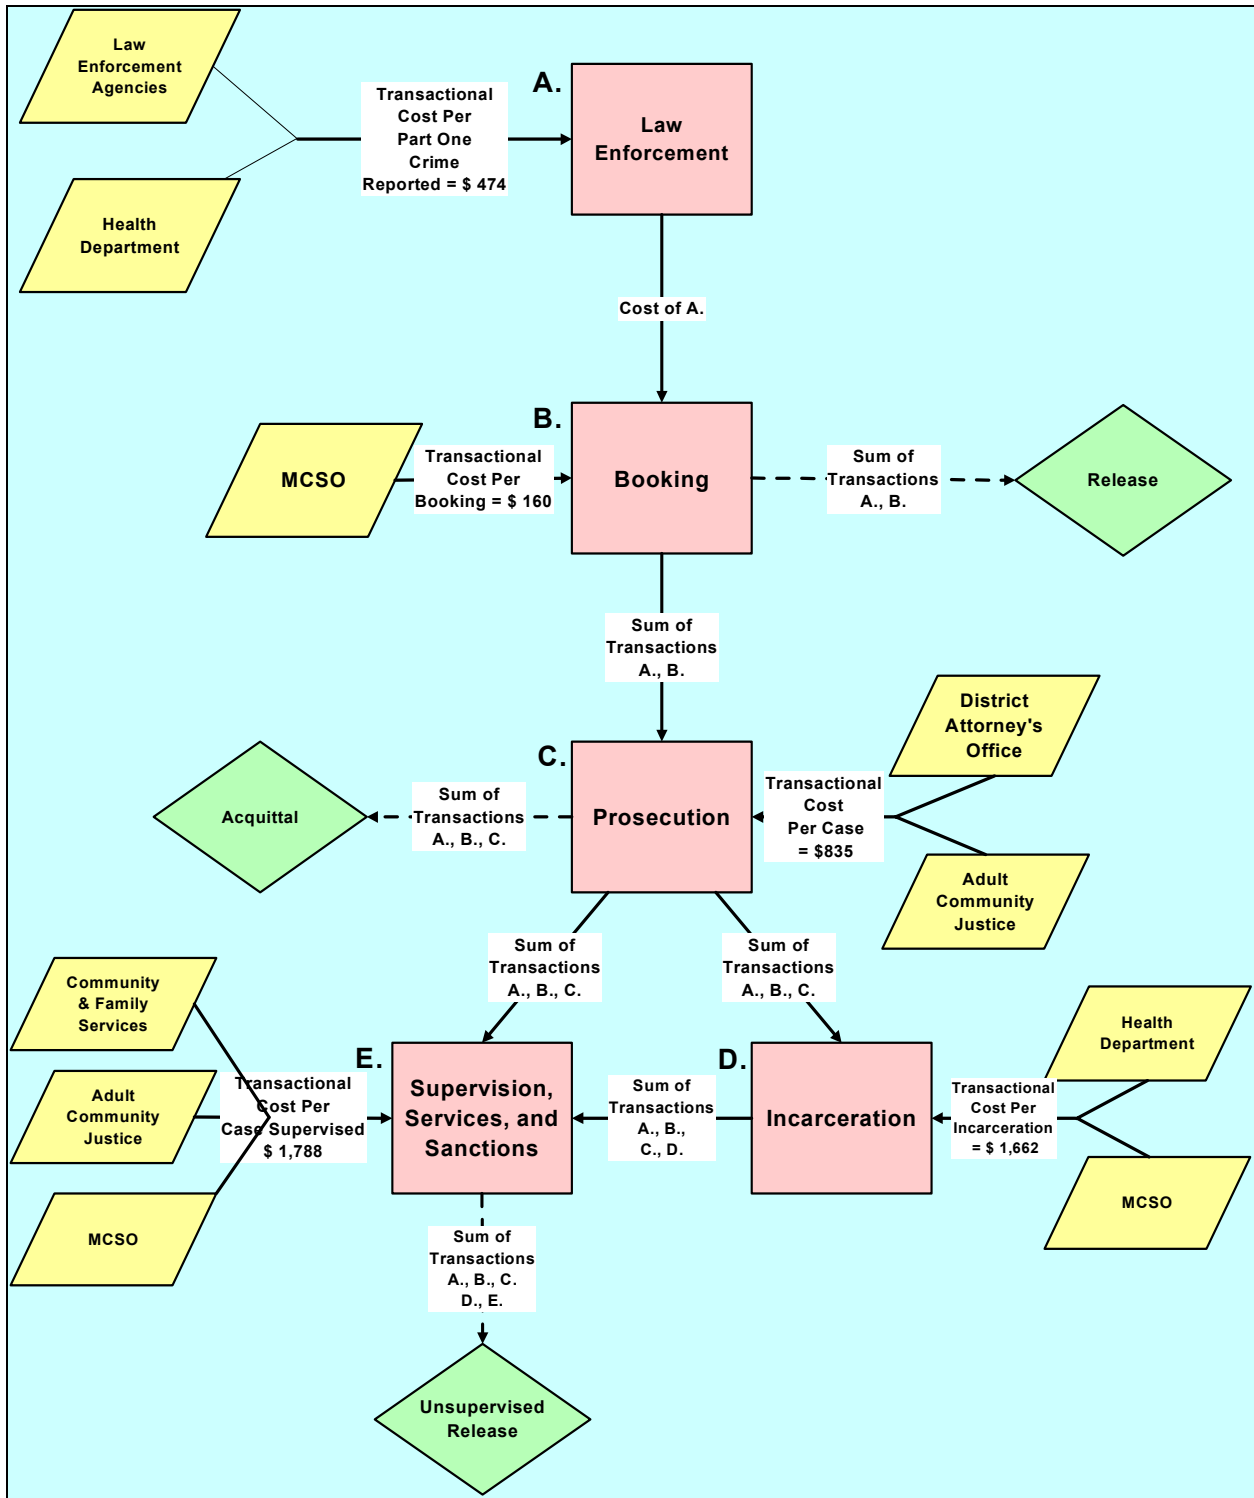 Law
Enforcement
Agencies
Transactional
Cost Per
Part One
Crime
Reported = $ 474
A.
Law
Enforcement
Health
Department
Cost of A.
MCSO
Transactional
Cost Per
Booking = $ 160
B.
Booking
Sum of
Transactions
A., B.
Release
Sum of
Transactions
A., B.
District
Attorney's
Office
Acquittal
Sum of
Transactions
A., B., C.
C.
Prosecution
Transactional
Cost
Per Case
= $835
Adult
Community
Justice
Sum of
Transactions
A., B., C.
Sum of
Transactions
A., B., C.
Community
& Family
Services
Adult
Community
Justice
MCSO
Transactional
Cost Per
Case Supervised
$ 1,788
E.
Supervision,
Services, and
Sanctions
Sum of
Transactions
A., B.,
C., D.
D.
Incarceration
Transactional
Cost Per
Incarceration
= $ 1,662
Health
Department
MCSO
Sum of
Transactions
A., B., C.
D., E.
Unsupervised
Release